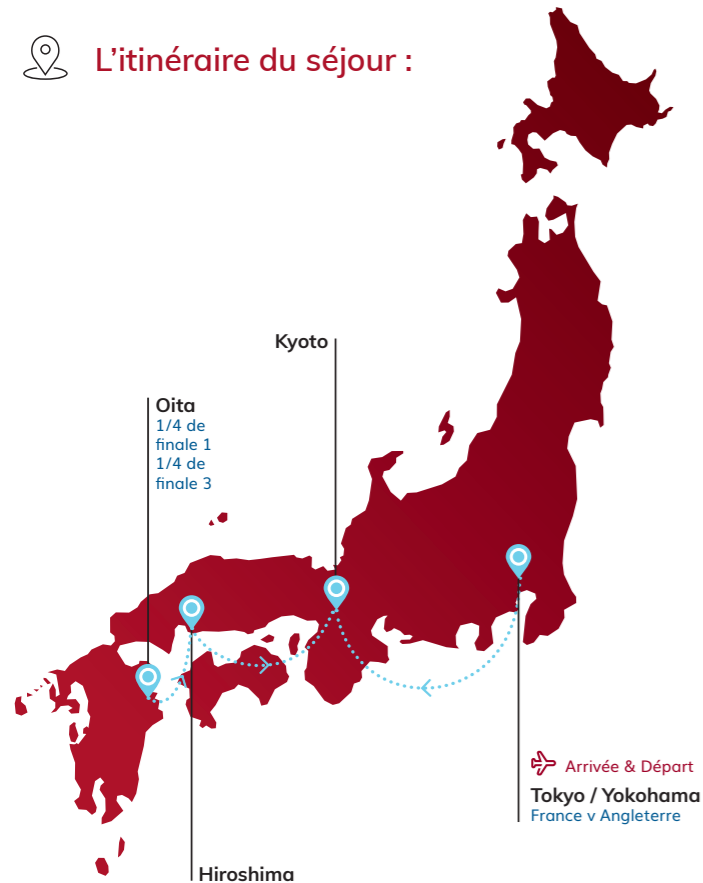 L'itinéraire du séjour :
Kyoto
Oita
1/4 de
finale 1
1/4 de
finale 3
Arrivée & Départ
Tokyo / Yokohama
France v Angleterre
Hiroshima